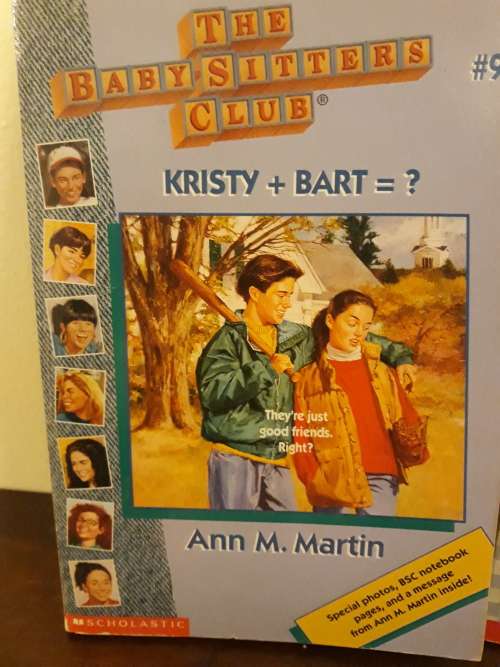 THE
BABY-SITTERS
CLUB®
#9
KRISTY + BART = ?
They're just
good friends.
Right?
Ann M. Martin
Special photos, BSC notebook
pages, and a message
from Ann M. Martin inside!
SCHOLASTIC